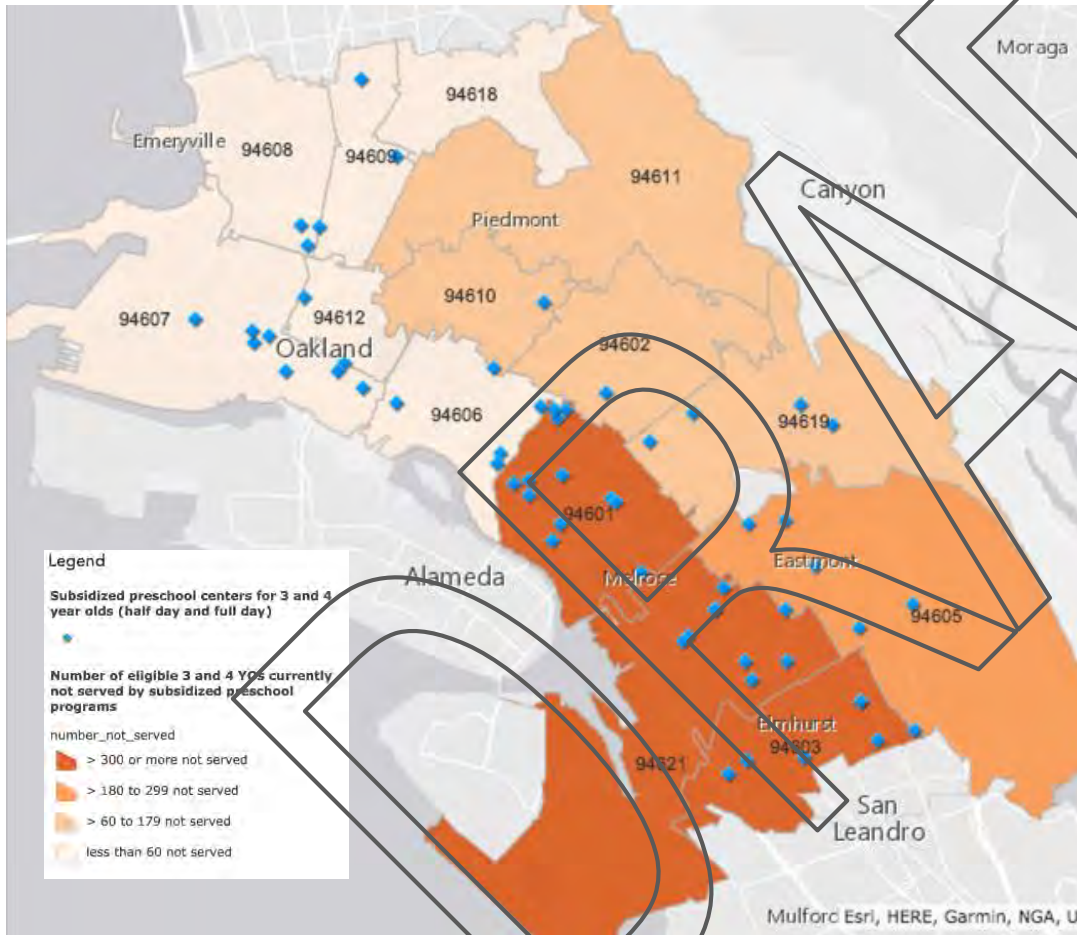 Moraga
94618
Emeryville
94608
94609
94611
Canyon
Piedmont
94610
94607
94612
Oakland
94602
94606
94619
94601
Alameda
Melrose
Eastmont
94605
Elmhurst
94603
94621
San
Leandro
Legend
Subsidized preschool centers for 3 and 4
year olds (half day and full day)
Number of eligible 3 and 4 YOs currently
not served by subsidized preschool
programs
number_not_served
> 300 or more not served
> 180 to 299 not served
> 60 to 179 not served
less than 60 not served
Mulford Esri, HERE, Garmin, NGA, U
DRA